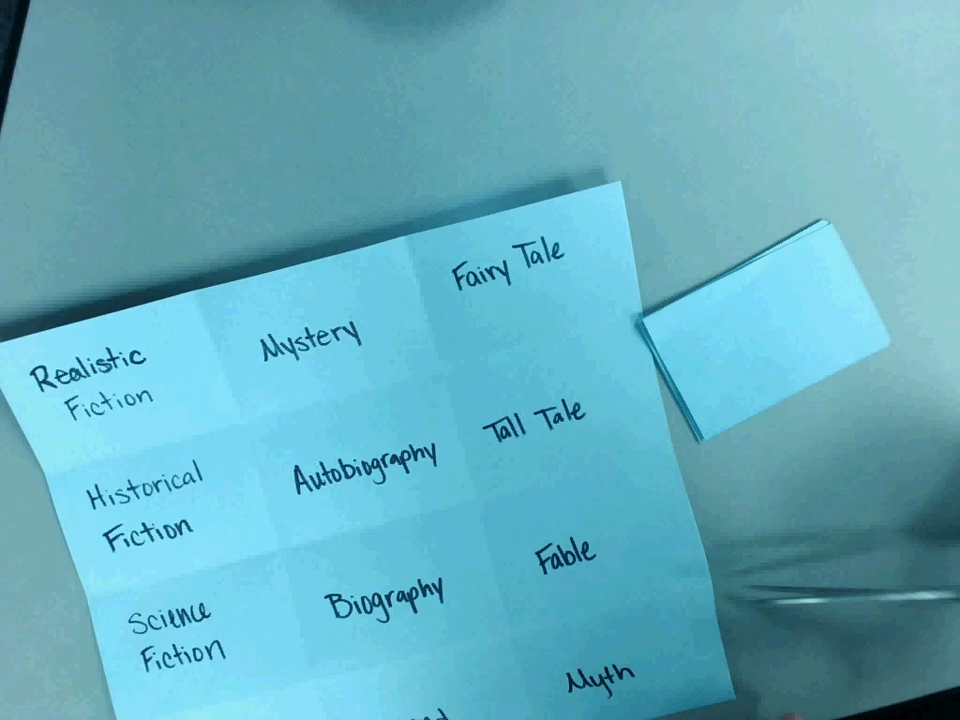 Realistic
Fiction
Mystery
Fairy Tale
Historical
Fiction
Autobiography
Tall Tale
Science
Fiction
Biography
Fable
Myth